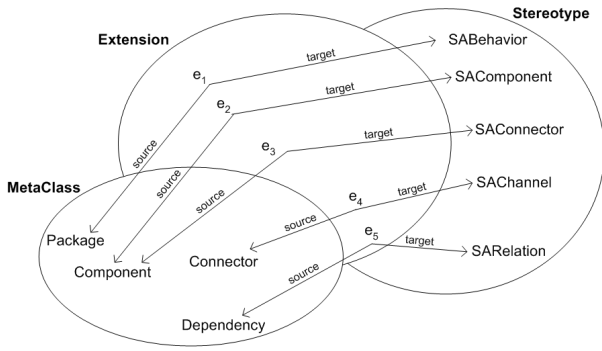 Stereotype
Extension
target
SABehavior
e1
target
SAComponent
e2
source
target
SAConnector
e3
source
MetaClass
source
target
SAChannel
e4
source
Package
Component
Connector
e5
target
SARelation
source
Dependency